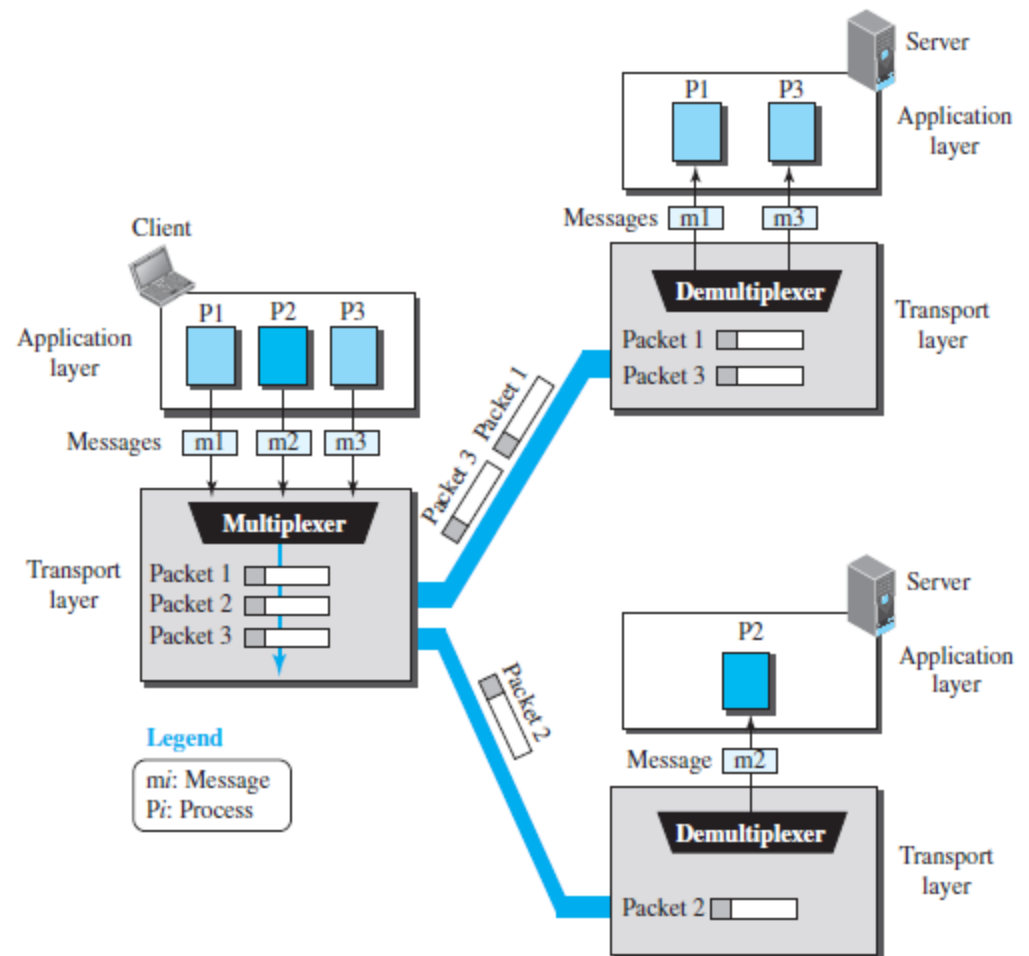 Server
P1 P3
Application
layer
Messages m1 m3
Demultiplexer
Transport
layer
Packet 1
Packet 3
Client
P1 P2 P3
Application
layer
Messages m1 m2 m3
Multiplexer
Transport
layer
Packet 1
Packet 2
Packet 3
Packet 1
Packet 3
Packet 2
Server
P2
Application
layer
Message m2
Demultiplexer
Transport
layer
Packet 2
Legend
mi: Message
Pi: Process